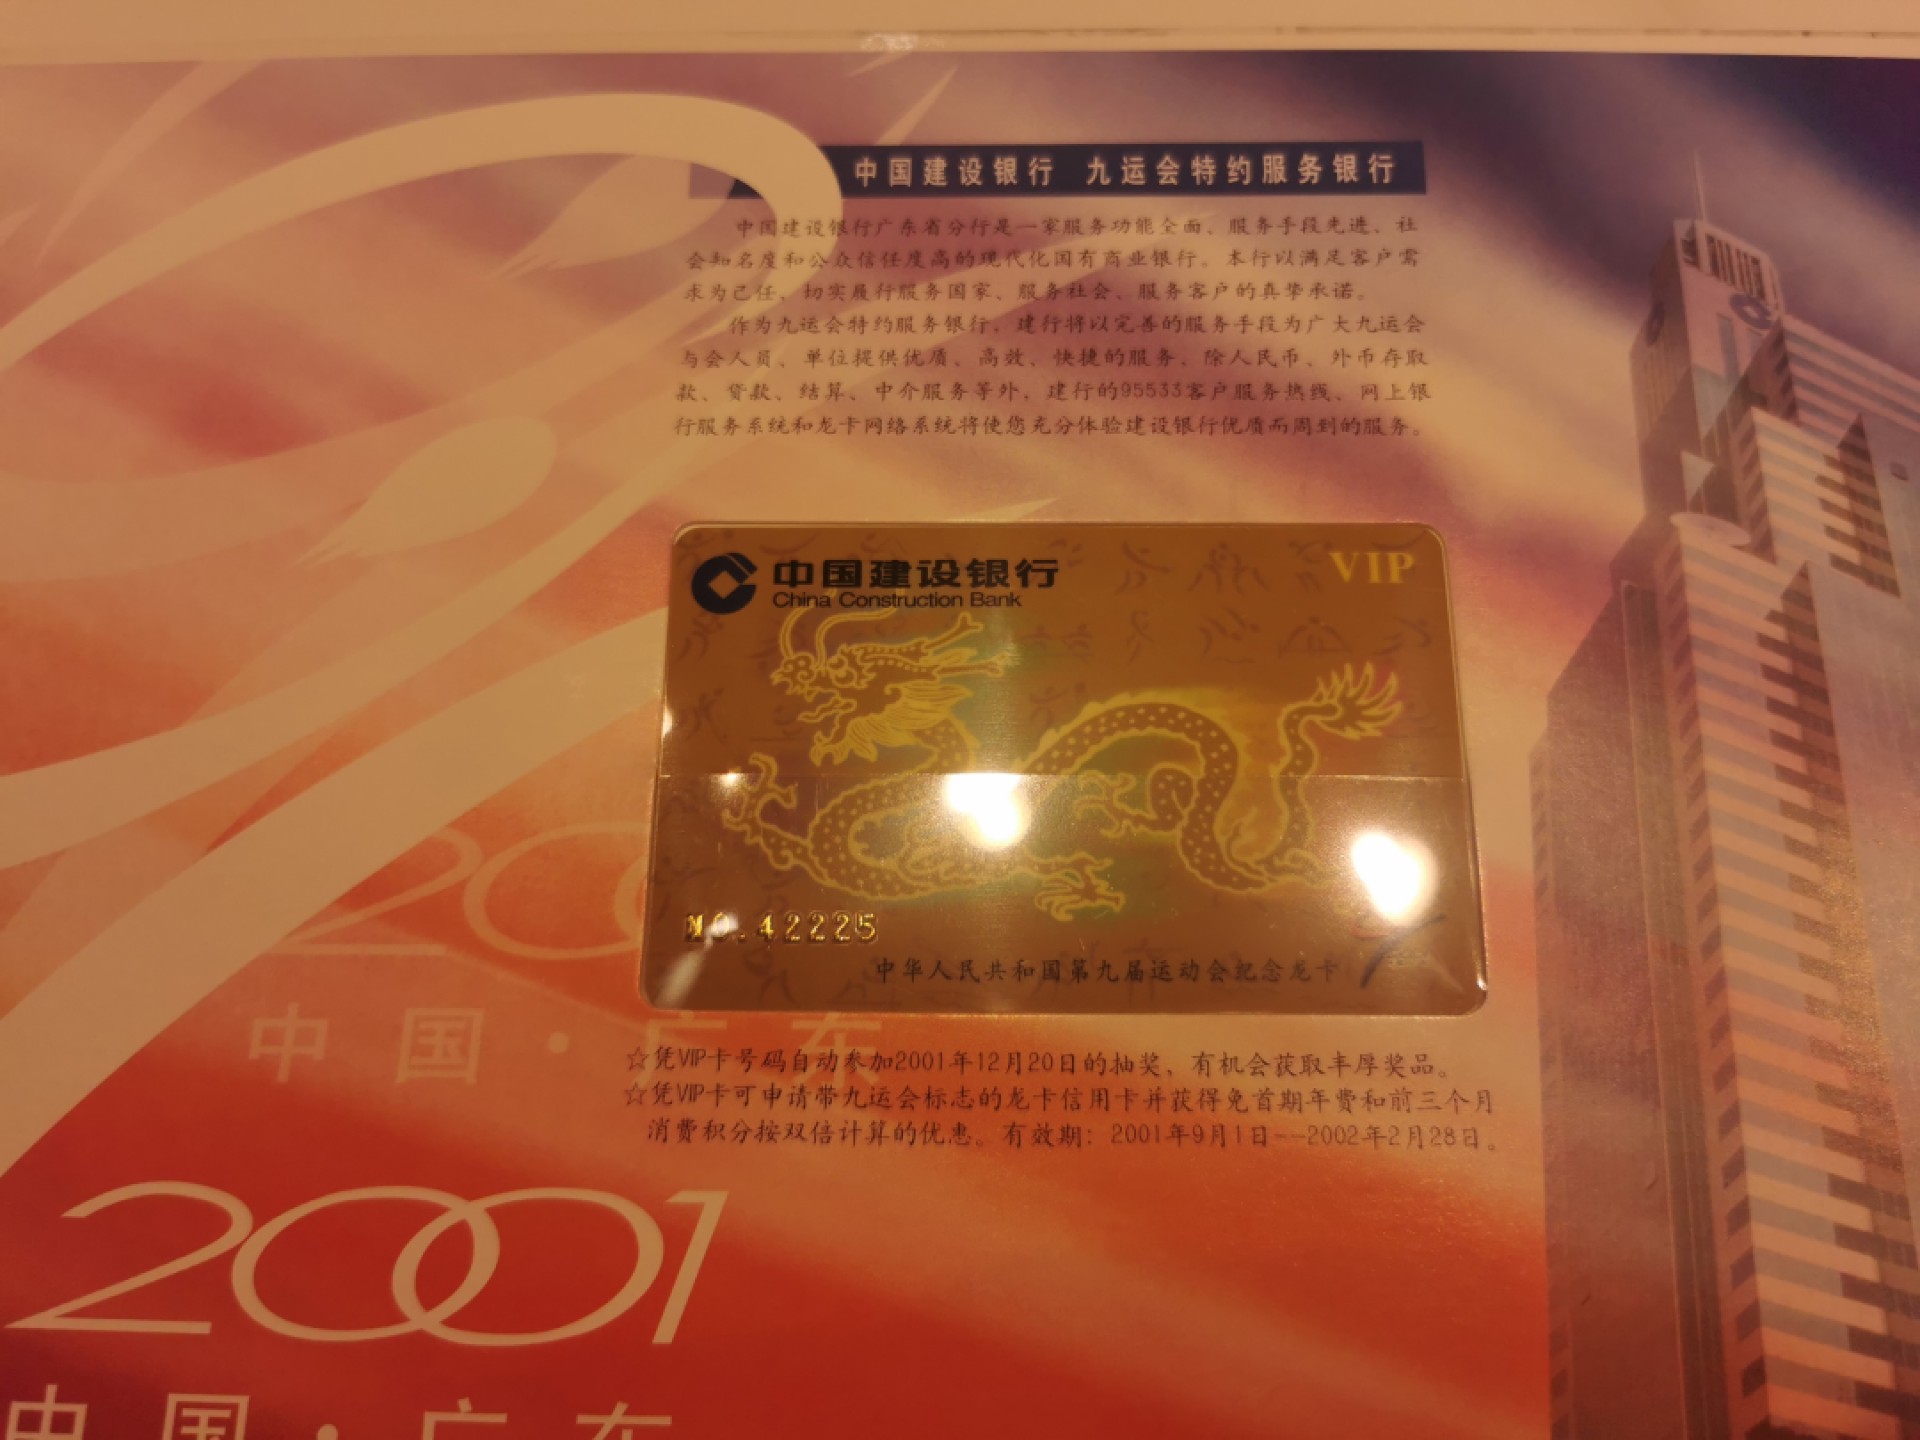 中国建设银行 九运会特约服务银行
中国建设银行广东省分行是一家服务功能全面、服务手段先进、社
会知名度和公众信任度高的现代化国有商业银行。本行以满足客户需
求为己任，切实履行服务国家、服务社会、服务客户的真挚承诺。
作为九运会特约服务银行，建行将以完善的服务手段为广大九运会
与会人员、单位提供优质、高效、快捷的服务，除人民币、外币存取
款、贷款、结算、中介服务等外，建行的95533客户服务热线、网上银
行服务系统和龙卡网络系统将使您充分体验建设银行优质而周到的服务。
中国建设银行
China Construction Bank
VIP
NO.42225
中华人民共和国第九届运动会纪念龙卡
200
中国·广东
☆凭VIP卡号码自动参加2001年12月20日的抽奖，有机会获取丰厚奖品。
☆凭VIP卡可申请带九运会标志的龙卡信用卡并获得免首期年费和前三个月
消费积分按双倍计算的优惠。有效期：2001年9月1日--2002年2月28日。
2001
中国·广东